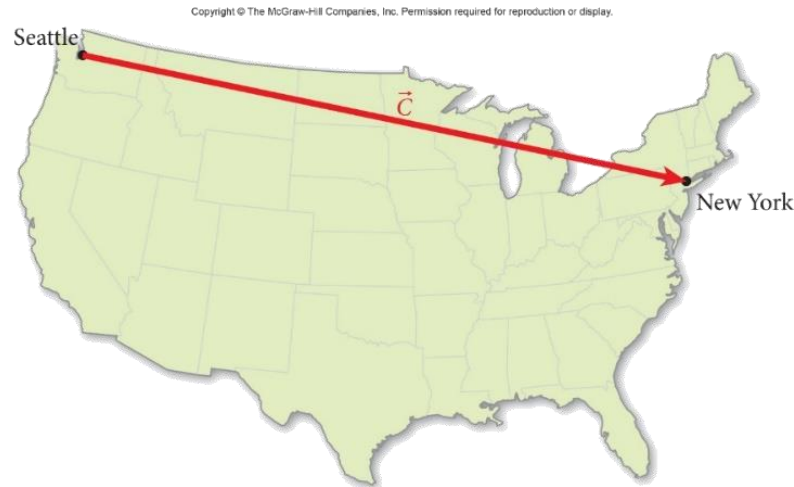 Copyright © The McGraw-Hill Companies, Inc. Permission required for reproduction or display.
Seattle
C⃗
New York